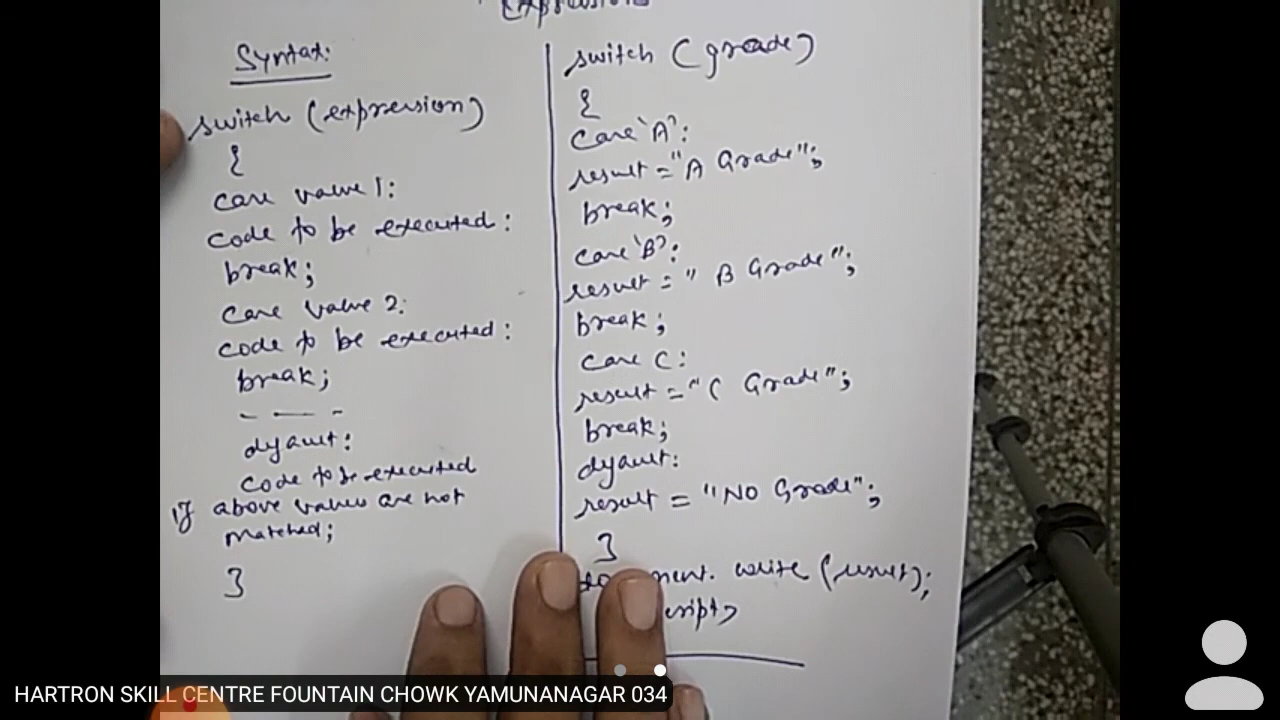 Expression
Syntax:
switch (expression)
{
case value 1:
code to be executed:
break;
case value 2:
code to be executed:
break;
- — -
default:
code to be executed
if above values are not
matched;
}
switch (grade)
{
case 'A':
result = "A Grade";
break;
case 'B':
result = " B Grade";
break;
case C:
result = "C Grade";
break;
default:
result = "NO Grade";
}
write (result);
HARTRON SKILL CENTRE FOUNTAIN CHOWK YAMUNANAGAR 034